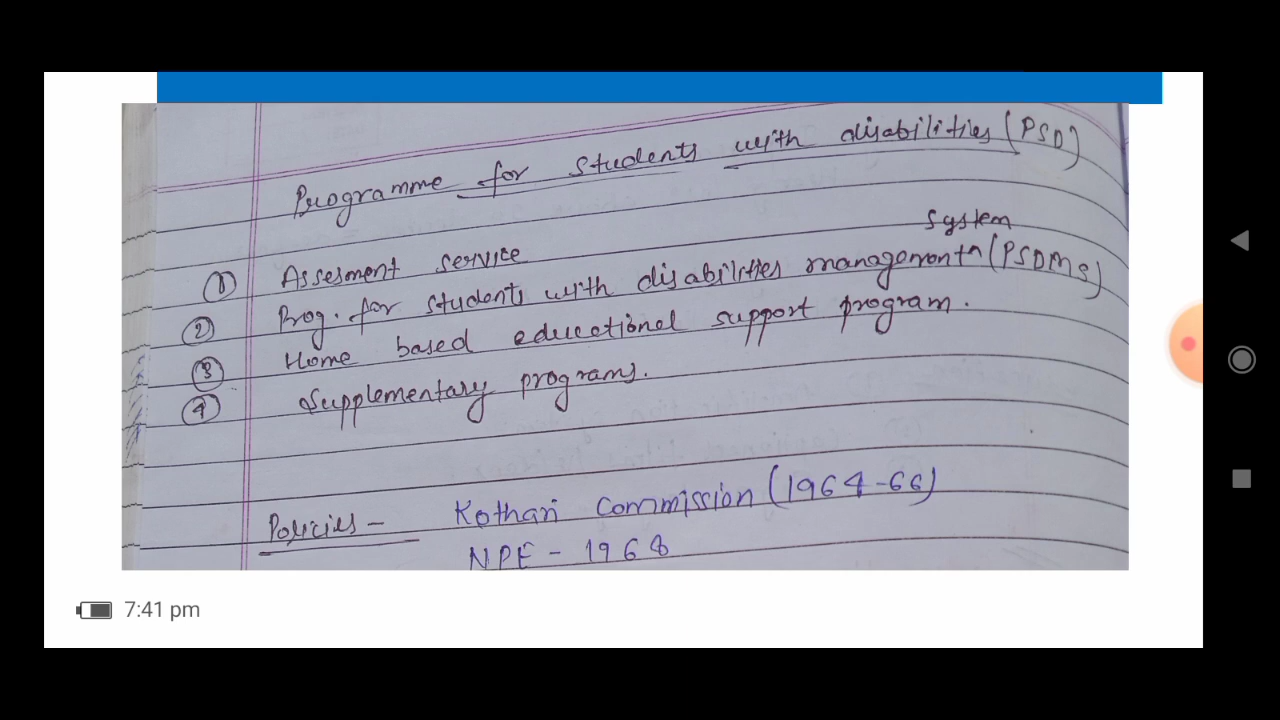 Programme for students with disabilities (PSD)
① Assesment service
② Prog. for students with disabilities management ^ system (PSDMS)
③ Home based educational support program.
④ Supplementary programs.
Policies - Kothari Commission (1964-66)
NPE - 1968
7:41 pm